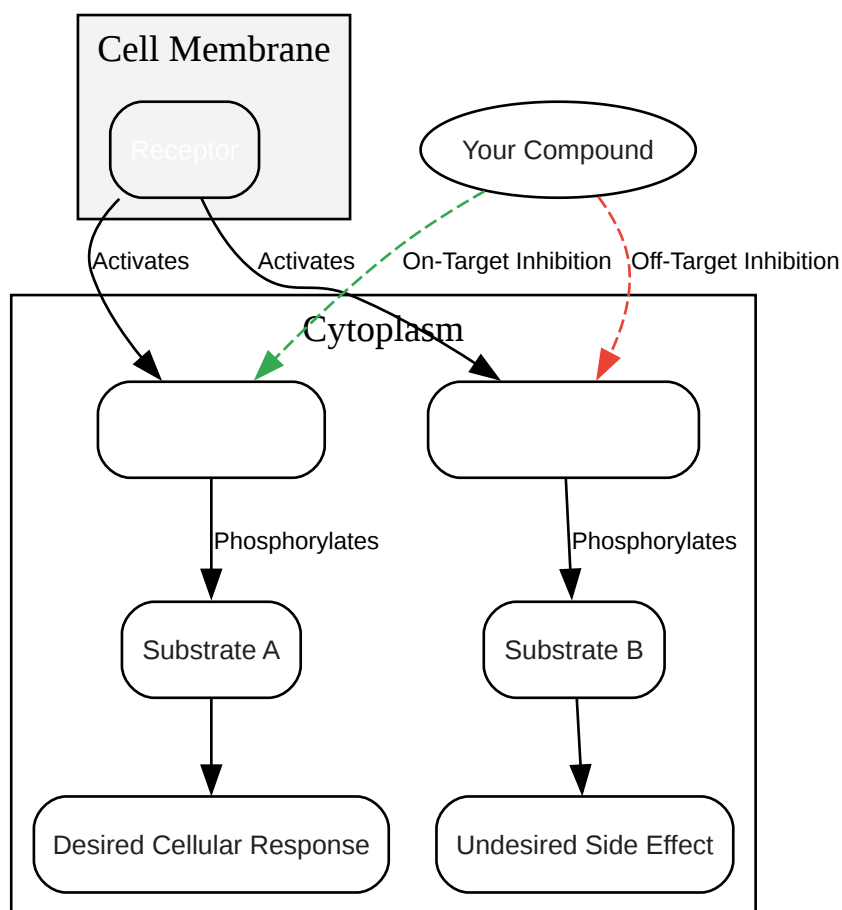 Cell Membrane
Receptor
Your Compound
Activates
Activates
On-Target Inhibition
Off-Target Inhibition
Cytoplasm
Phosphorylates
Phosphorylates
Substrate A
Substrate B
Desired Cellular Response
Undesired Side Effect